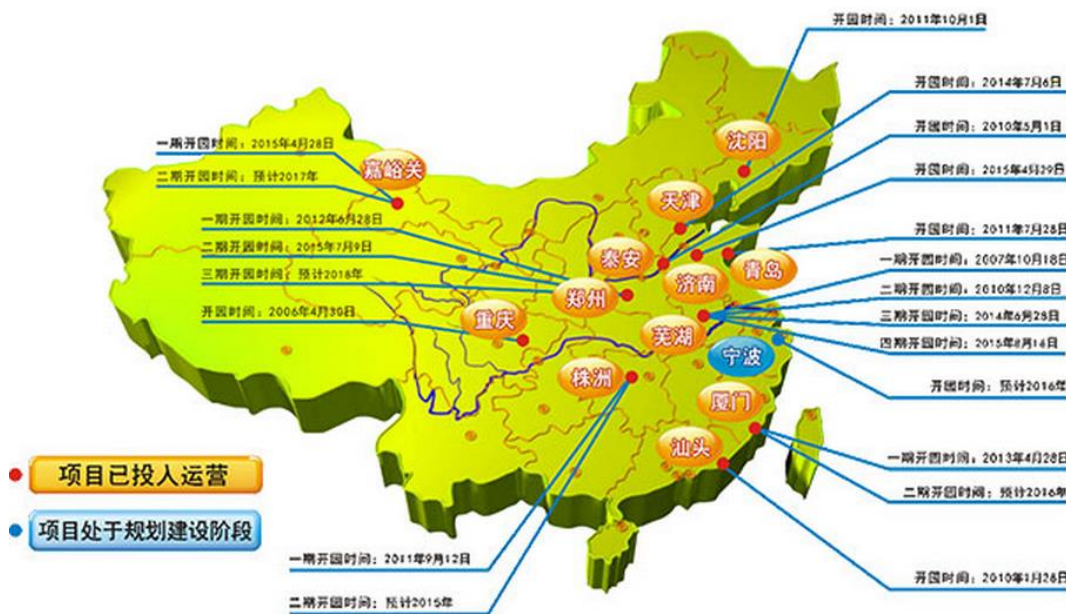 开园时间：2011年10月1日
开园时间：2014年7月6日
开园时间：2010年5月1日
开园时间：2015年4月29日
开园时间：2011年7月28日
一期开园时间：2007年10月18日
二期开园时间：2010年12月8日
三期开园时间：2014年6月28日
四期开园时间：2015年8月16日
开园时间：预计2016年
一期开园时间：2013年4月28日
二期开园时间：预计2016年
开园时间：2010年1月28日
一期开园时间：2015年4月28日
二期开园时间：预计2017年
一期开园时间：2012年6月28日
二期开园时间：2015年7月9日
三期开园时间：预计2018年
开园时间：2006年4月30日
沈阳
嘉峪关
天津
泰安
济南
青岛
郑州
重庆
芜湖
宁波
株洲
厦门
汕头
项目已投入运营
项目处于规划建设阶段
一期开园时间：2011年9月12日
二期开园时间：预计2015年